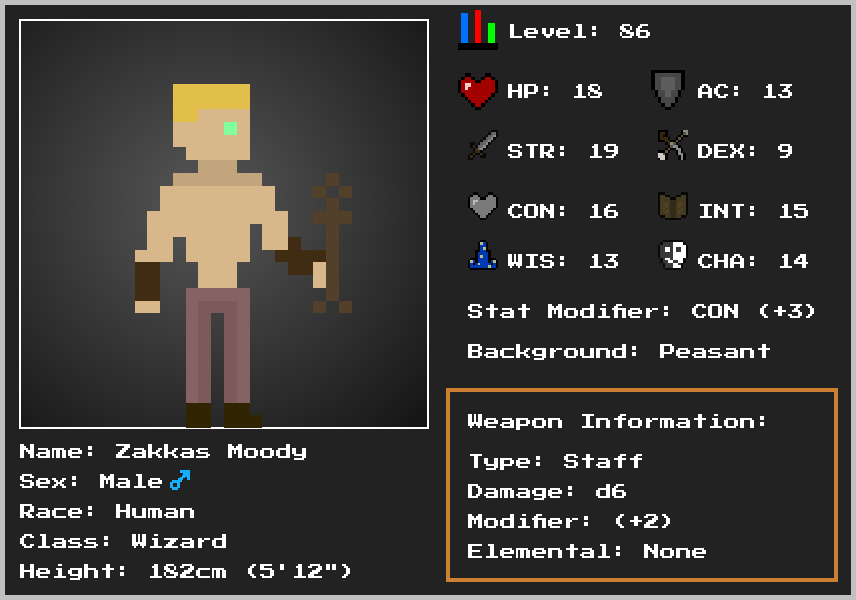 Level: 86
HP: 18 AC: 13
STR: 19 DEX: 9
CON: 16 INT: 15
WIS: 13 CHA: 14
Stat Modifier: CON (+3)
Background: Peasant
Weapon Information:
Type: Staff
Damage: d6
Modifier: (+2)
Elemental: None
Name: Zakkas Moody
Sex: Male ♂
Race: Human
Class: Wizard
Height: 182cm (5'12")